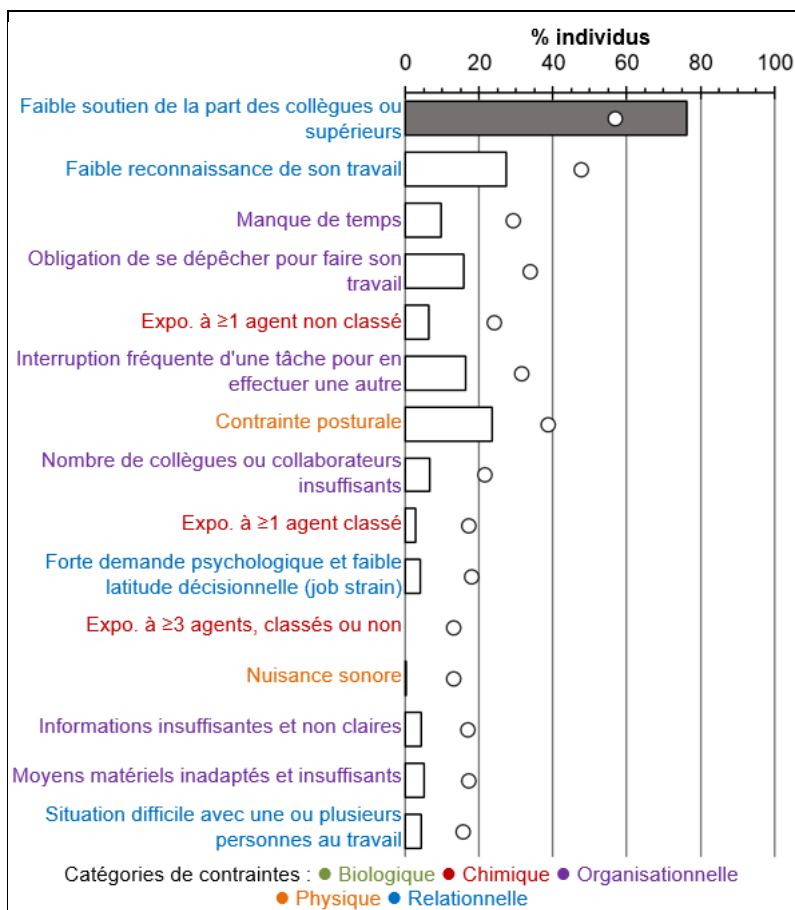 % individus
0 20 40 60 80 100
Faible soutien de la part des collègues ou
supérieurs
Faible reconnaissance de son travail
Manque de temps
Obligation de se dépêcher pour faire son
travail
Expo. à ≥1 agent non classé
Interruption fréquente d'une tâche pour en
effectuer une autre
Contrainte posturale
Nombre de collègues ou collaborateurs
insuffisants
Expo. à ≥1 agent classé
Forte demande psychologique et faible
latitude décisionnelle (job strain)
Expo. à ≥3 agents, classés ou non
Nuisance sonore
Informations insuffisantes et non claires
Moyens matériels inadaptés et insuffisants
Situation difficile avec une ou plusieurs
personnes au travail
Catégories de contraintes : ● Biologique ● Chimique ● Organisationnelle
● Physique ● Relationnelle